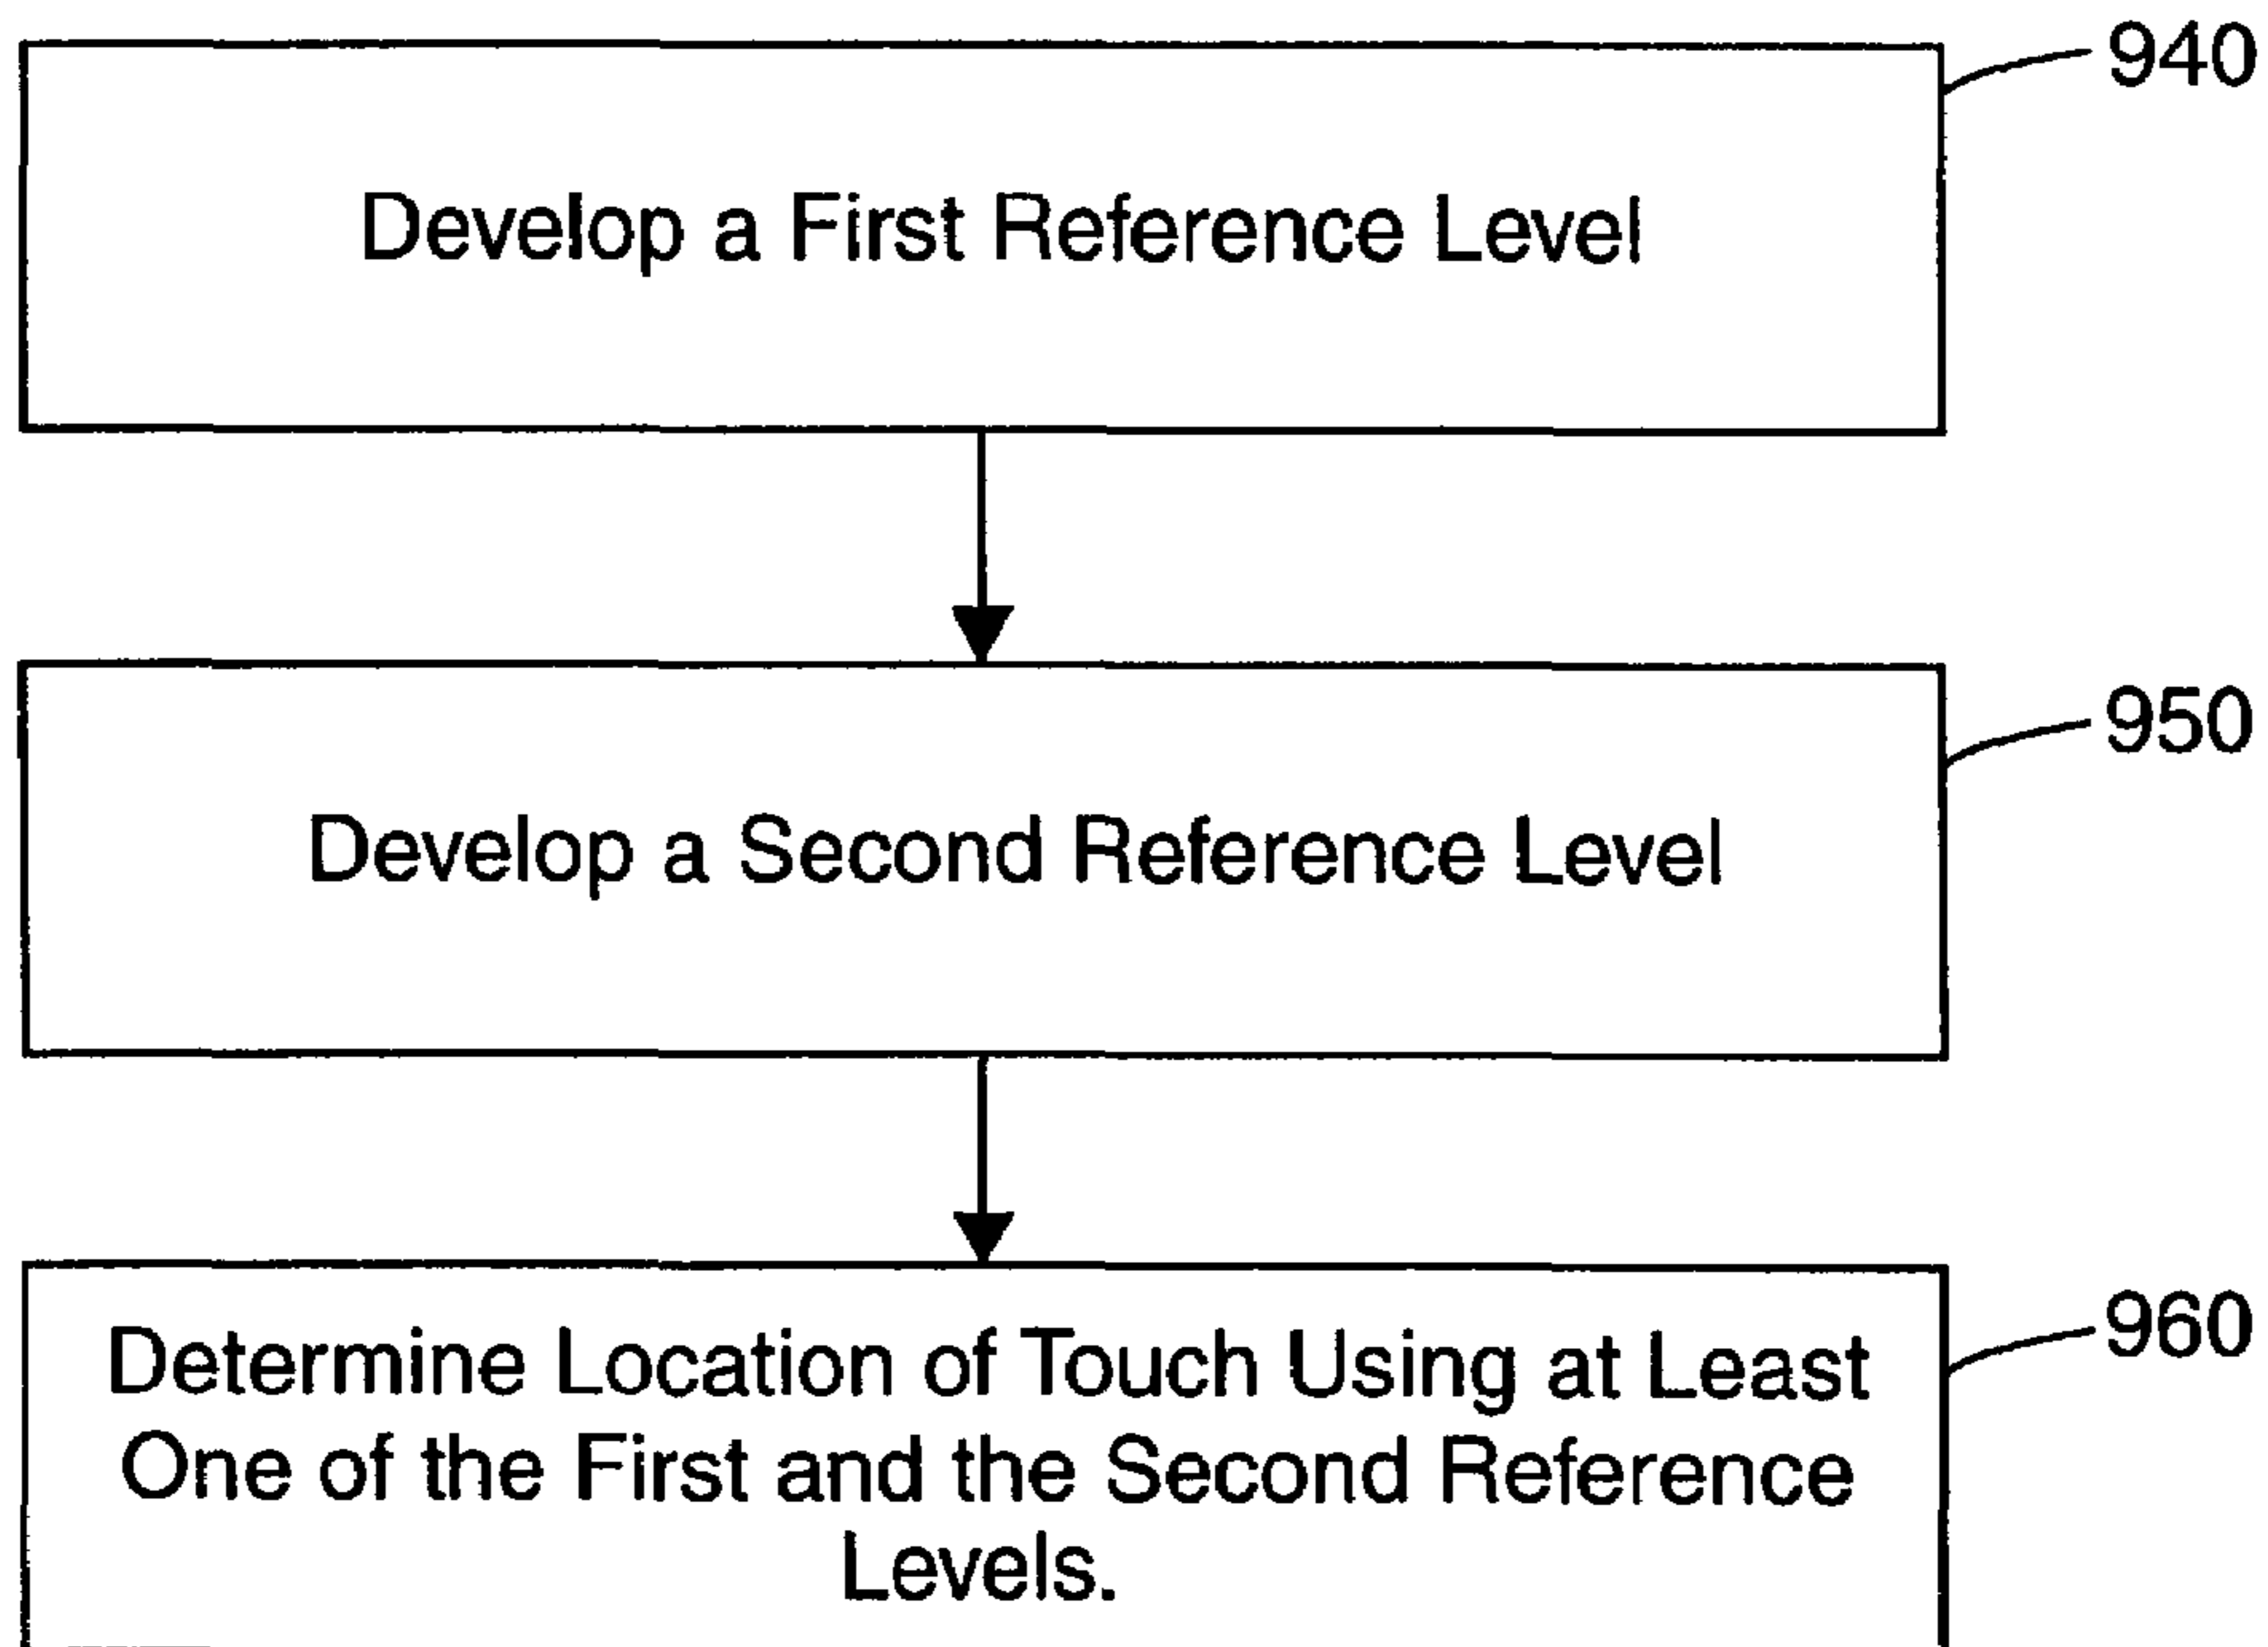 940
Develop a First Reference Level
950
Develop a Second Reference Level
960
Determine Location of Touch Using at Least
One of the First and the Second Reference
Levels.